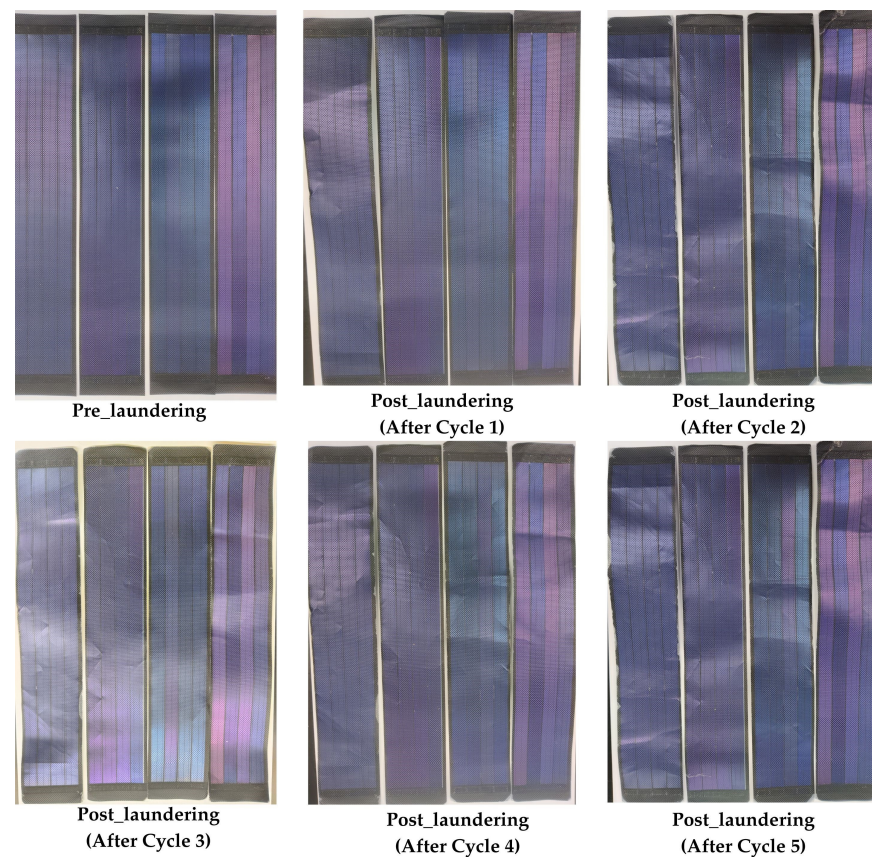 Pre_laundering
Post_laundering
(After Cycle 1)
Post_laundering
(After Cycle 2)
Post_laundering
(After Cycle 3)
Post_laundering
(After Cycle 4)
Post_laundering
(After Cycle 5)